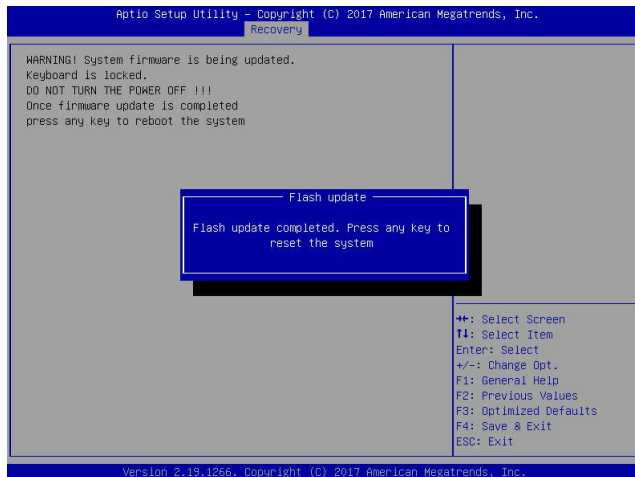 Aptio Setup Utility – Copyright (C) 2017 American Megatrends, Inc.
Recovery
WARNING! System firmware is being updated.
Keyboard is locked.
DO NOT TURN THE POWER OFF !!!
Once firmware update is completed
press any key to reboot the system
Flash update
Flash update completed. Press any key to
reset the system
→←: Select Screen
↑↓: Select Item
Enter: Select
+/-: Change Opt.
F1: General Help
F2: Previous Values
F3: Optimized Defaults
F4: Save & Exit
ESC: Exit
Version 2.19.1266. Copyright (C) 2017 American Megatrends, Inc.